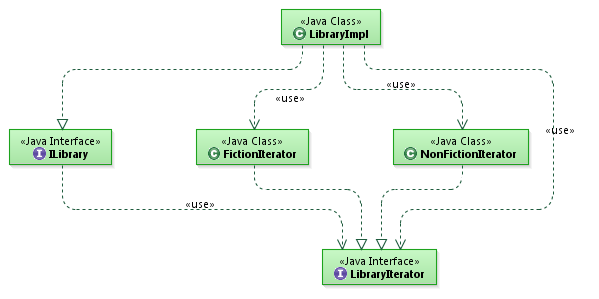 «Java Class»
C LibraryImpl
«use»
«use»
«use»
«Java Interface»
I ILibrary
«Java Class»
C FictionIterator
«Java Class»
C NonFictionIterator
«use»
«Java Interface»
I LibraryIterator